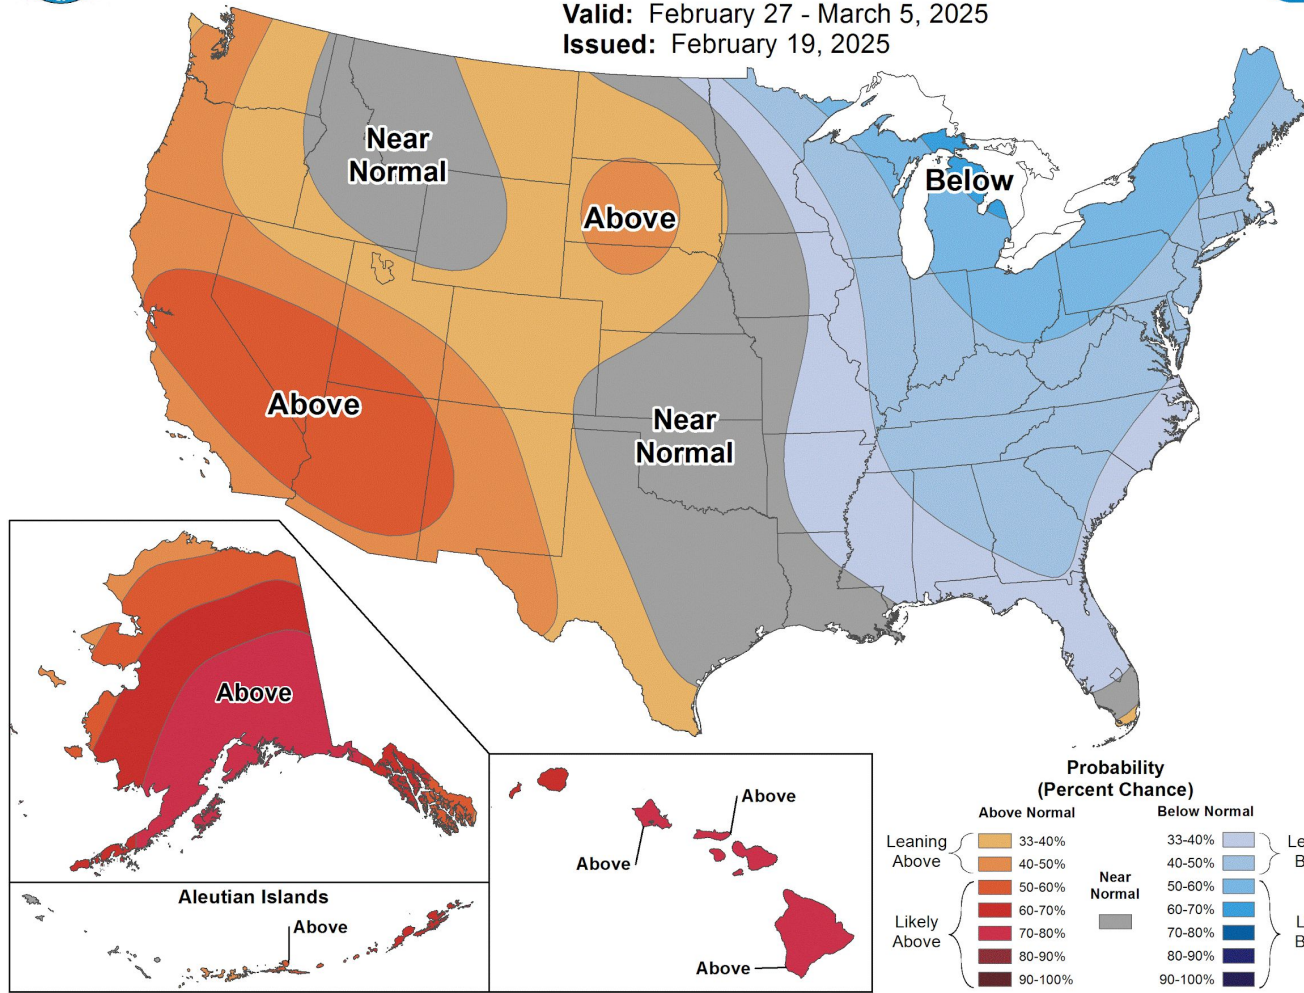 Valid: February 27 - March 5, 2025
Issued: February 19, 2025
Near
Normal
Above
Below
Above
Near
Normal
Above
Aleutian Islands
Above
Above
Above
Above
Probability
(Percent Chance)
Above Normal
Below Normal
Leaning
Above
33-40%
40-50%
50-60%
60-70%
70-80%
80-90%
90-100%
Likely
Above
Near
Normal
33-40%
40-50%
50-60%
60-70%
70-80%
80-90%
90-100%
Le
B
L
B